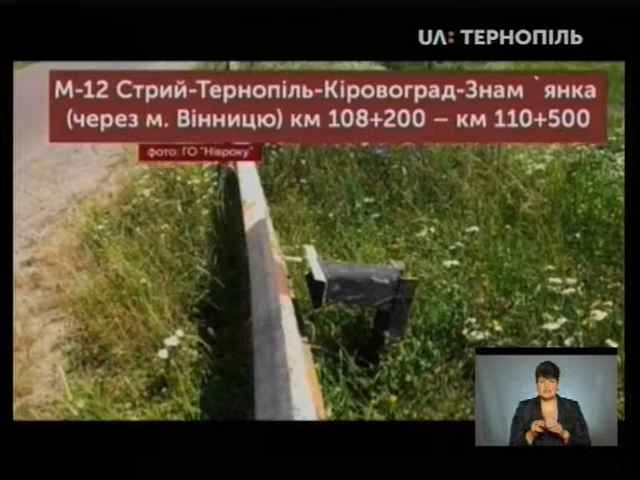 UA: ТЕРНОПІЛЬ
М-12 Стрий-Тернопіль-Кіровоград-Знам `янка
(через м. Вінницю) км 108+200 – км 110+500
фото: ГО "Нівроку"